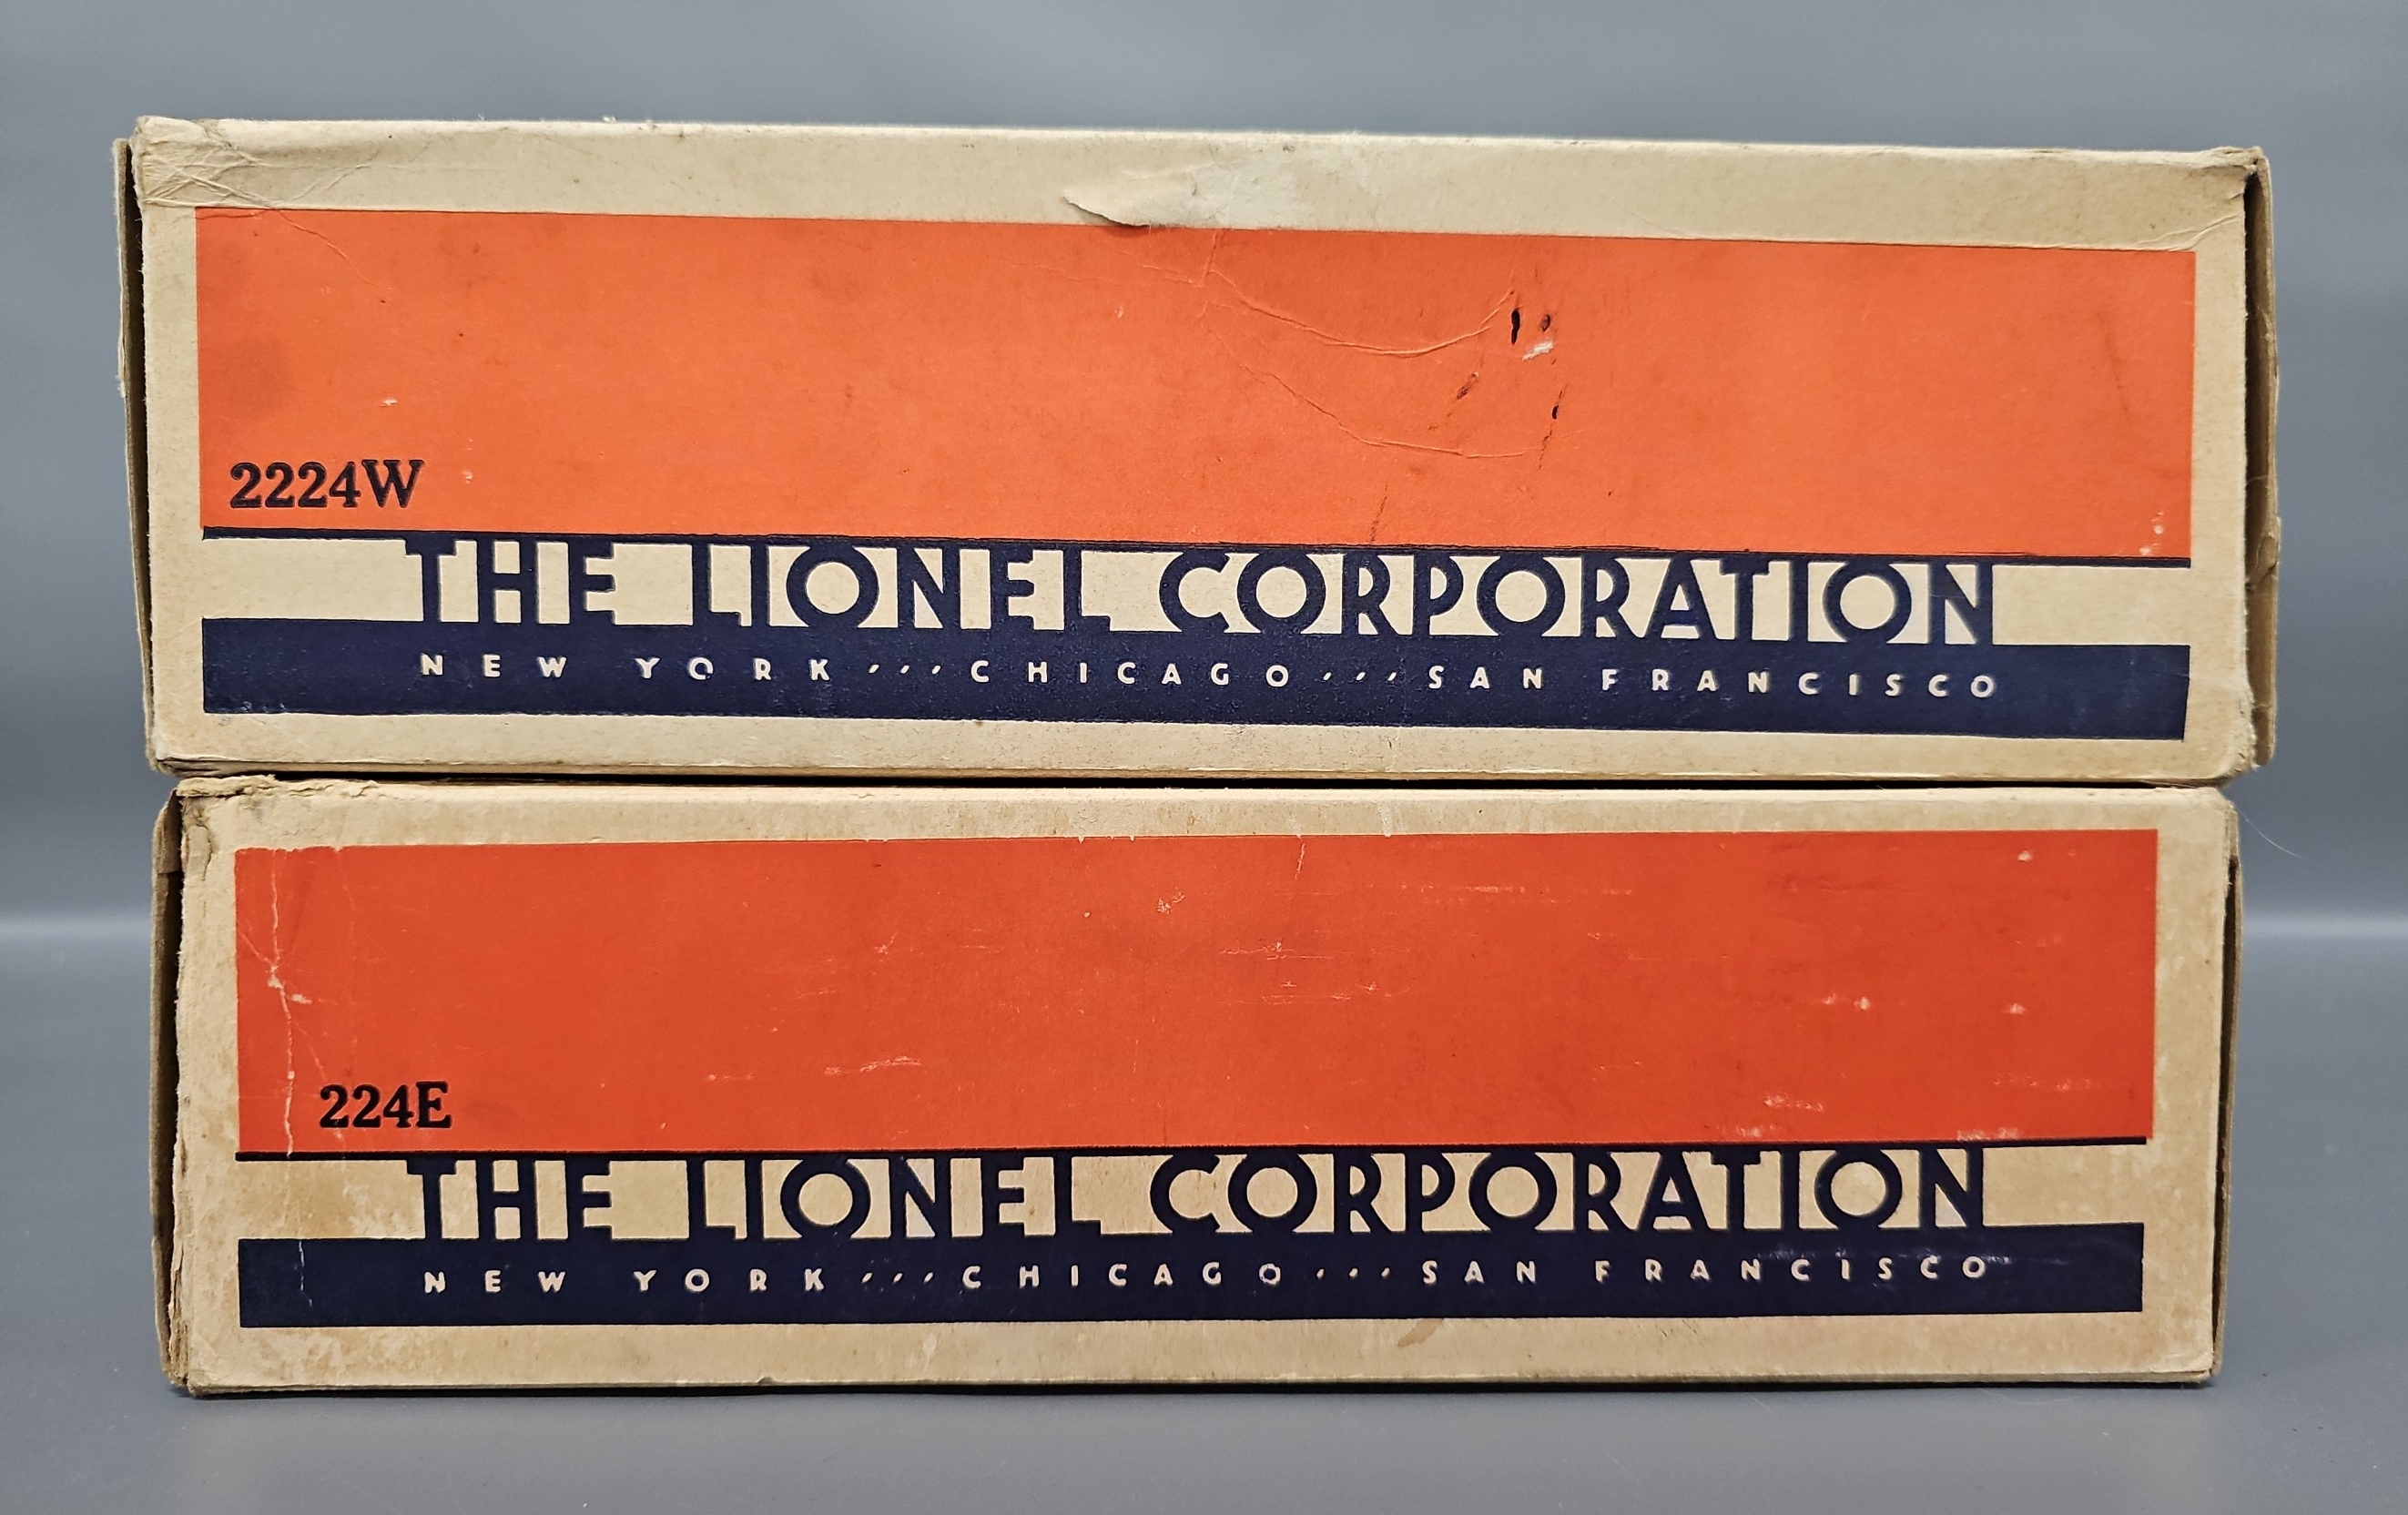 2224W
THE LIONEL CORPORATION
NEW YORK ··· CHICAGO ··· SAN FRANCISCO
224E
THE LIONEL CORPORATION
NEW YORK ··· CHICAGO ··· SAN FRANCISCO